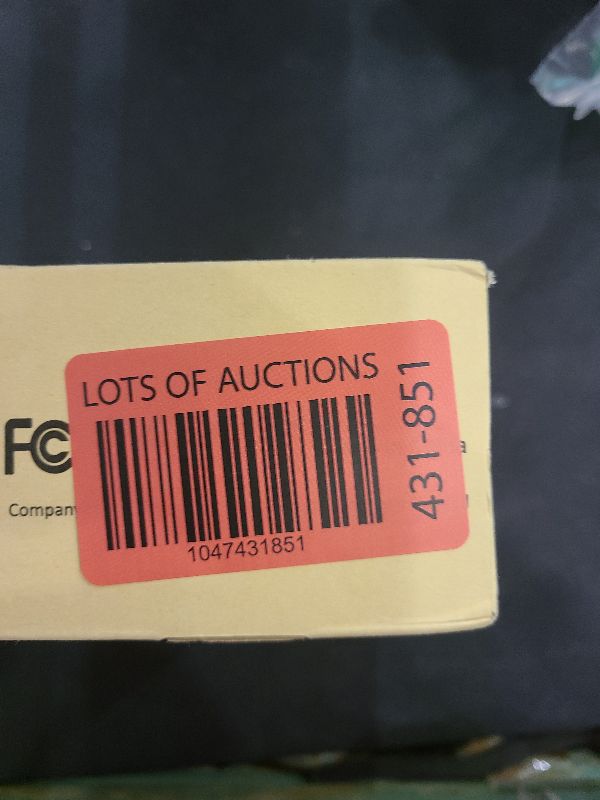 LOTS OF AUCTIONS
1047431851
431-851
FC
Company